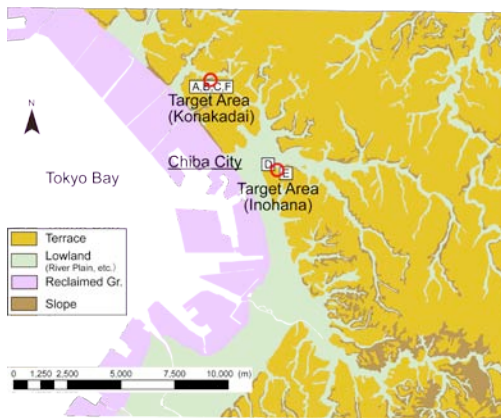 A,B,C,F
Target Area
(Konakadai)
N
Chiba City
D
E
Tokyo Bay
Target Area
(Inohana)
Terrace
Lowland
(River Plain, etc.)
Reclaimed Gr.
Slope
0 1,250 2,500 5,000 7,500 10,000 (m)